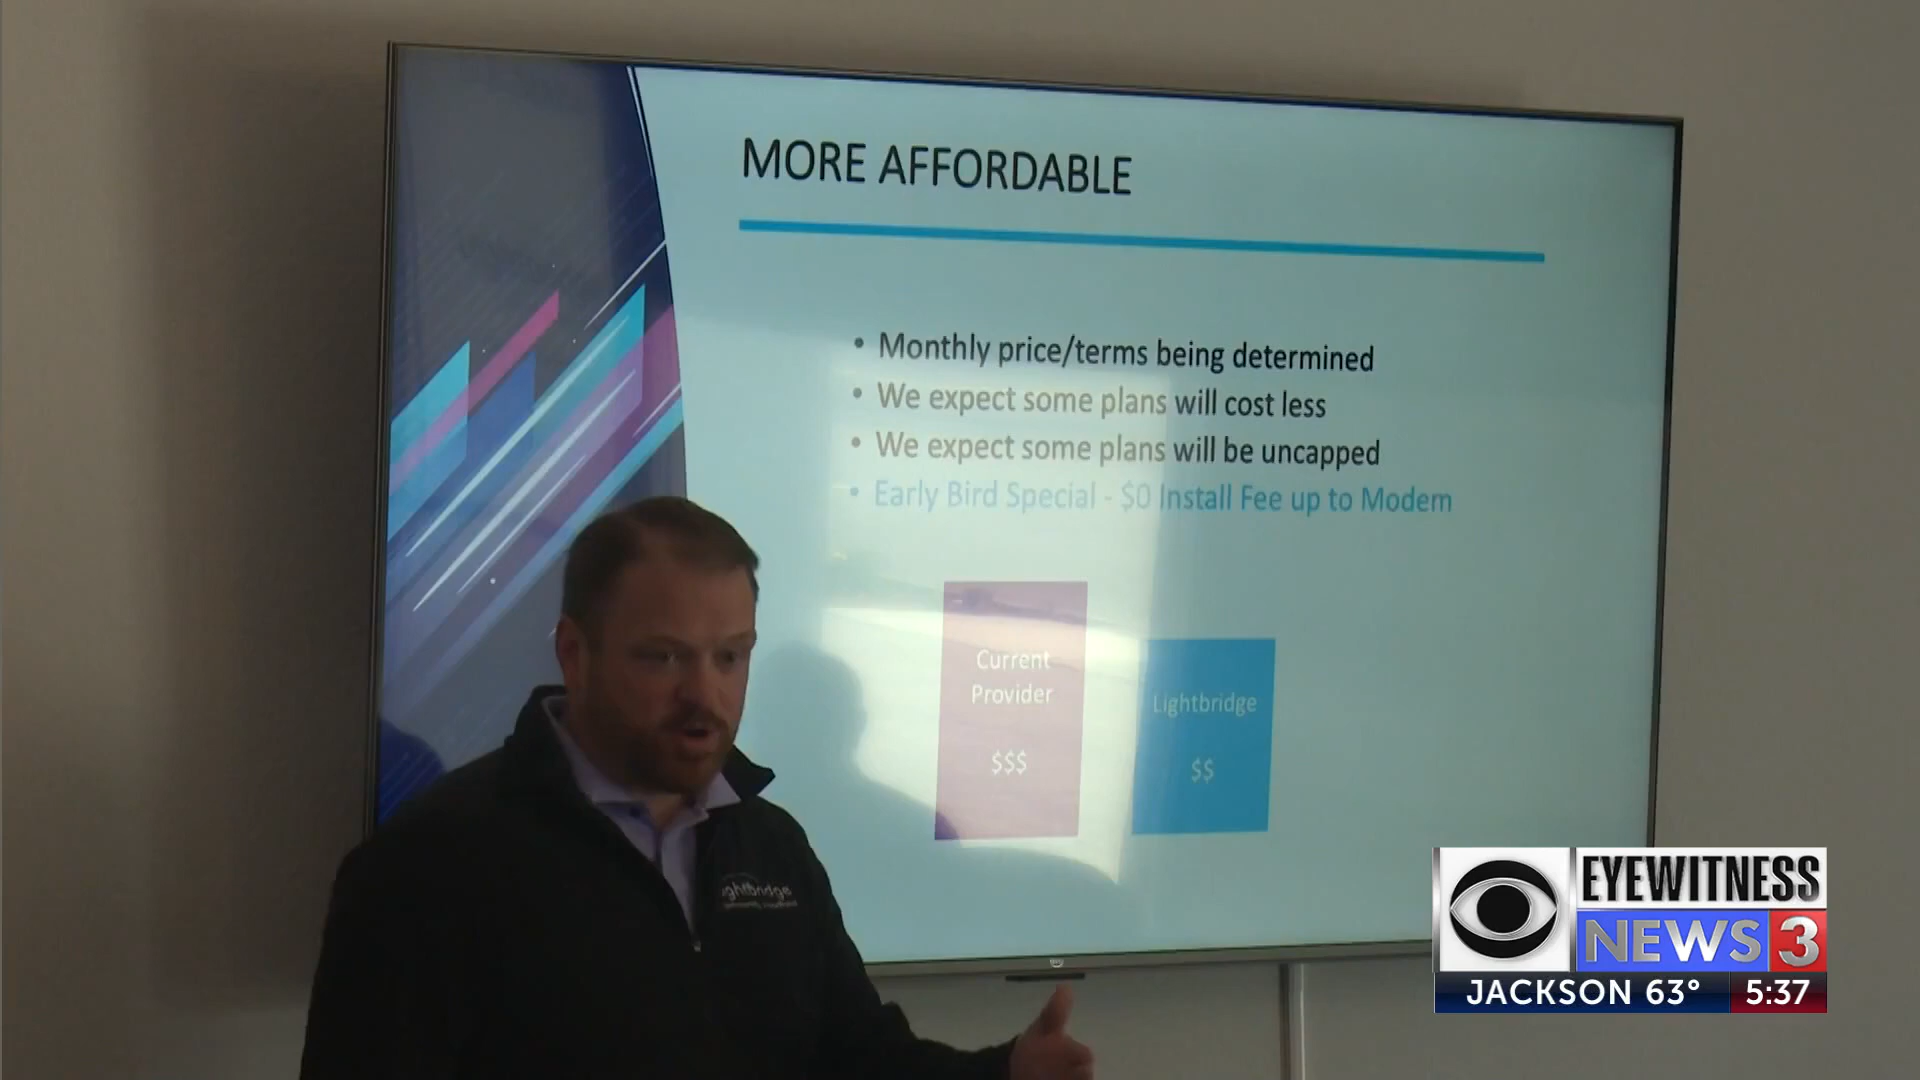 MORE AFFORDABLE
• Monthly price/terms being determined
• We expect some plans will cost less
• We expect some plans will be uncapped
• Early Bird Special - $0 Install Fee up to Modem
Current
Provider
$$$
Lightbridge
$$
ightbridge
EYEWITNESS
NEWS 3
JACKSON 63° 5:37